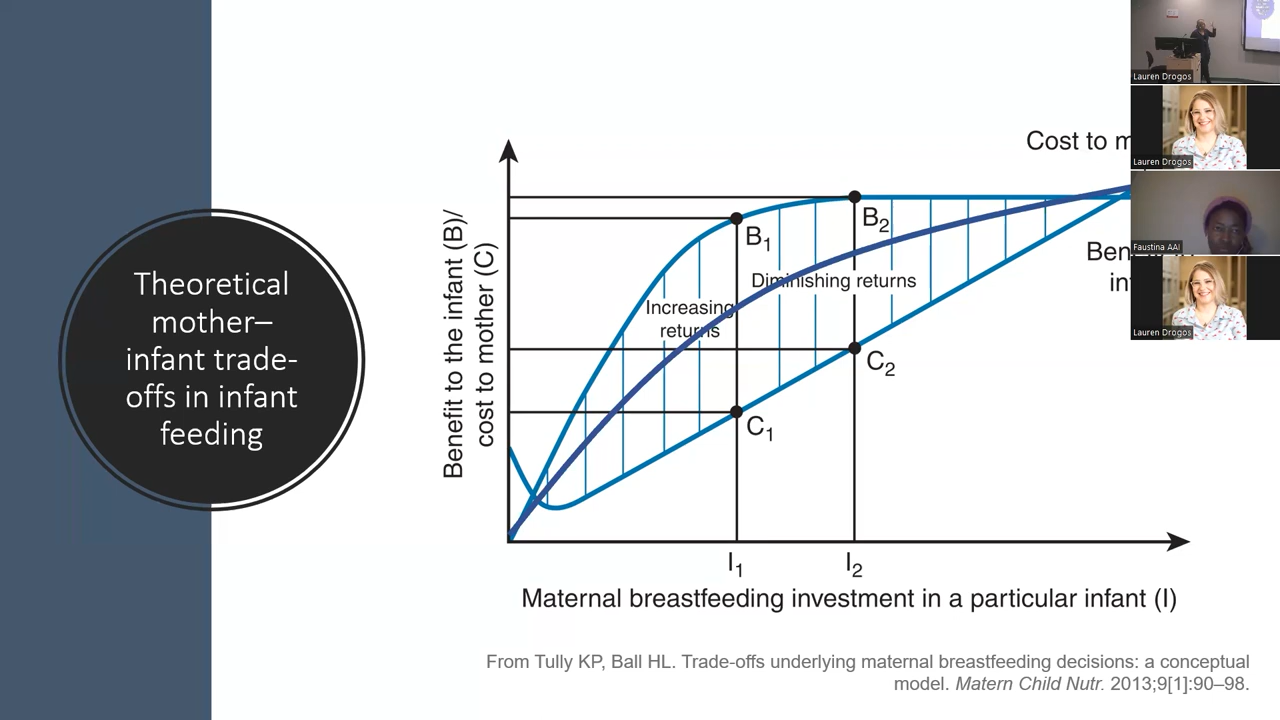 Theoretical
mother–
infant trade-
offs in infant
feeding
Benefit to the infant (B)/
cost to mother (C)
Cost to m
B₁
B₂
Increasing
returns
Diminishing returns
C₂
C₁
I₁
I₂
Maternal breastfeeding investment in a particular infant (I)
From Tully KP, Ball HL. Trade-offs underlying maternal breastfeeding decisions: a conceptual
model. Matern Child Nutr. 2013;9[1]:90–98.
Lauren Drogos
Lauren Drogos
Faustina AAI
Lauren Drogos